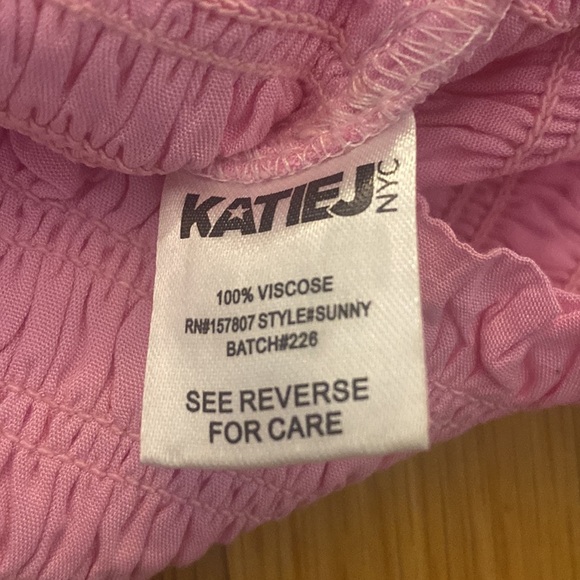 KATIEJ NYC
100% VISCOSE
RN#157807 STYLE#SUNNY
BATCH#226
SEE REVERSE
FOR CARE